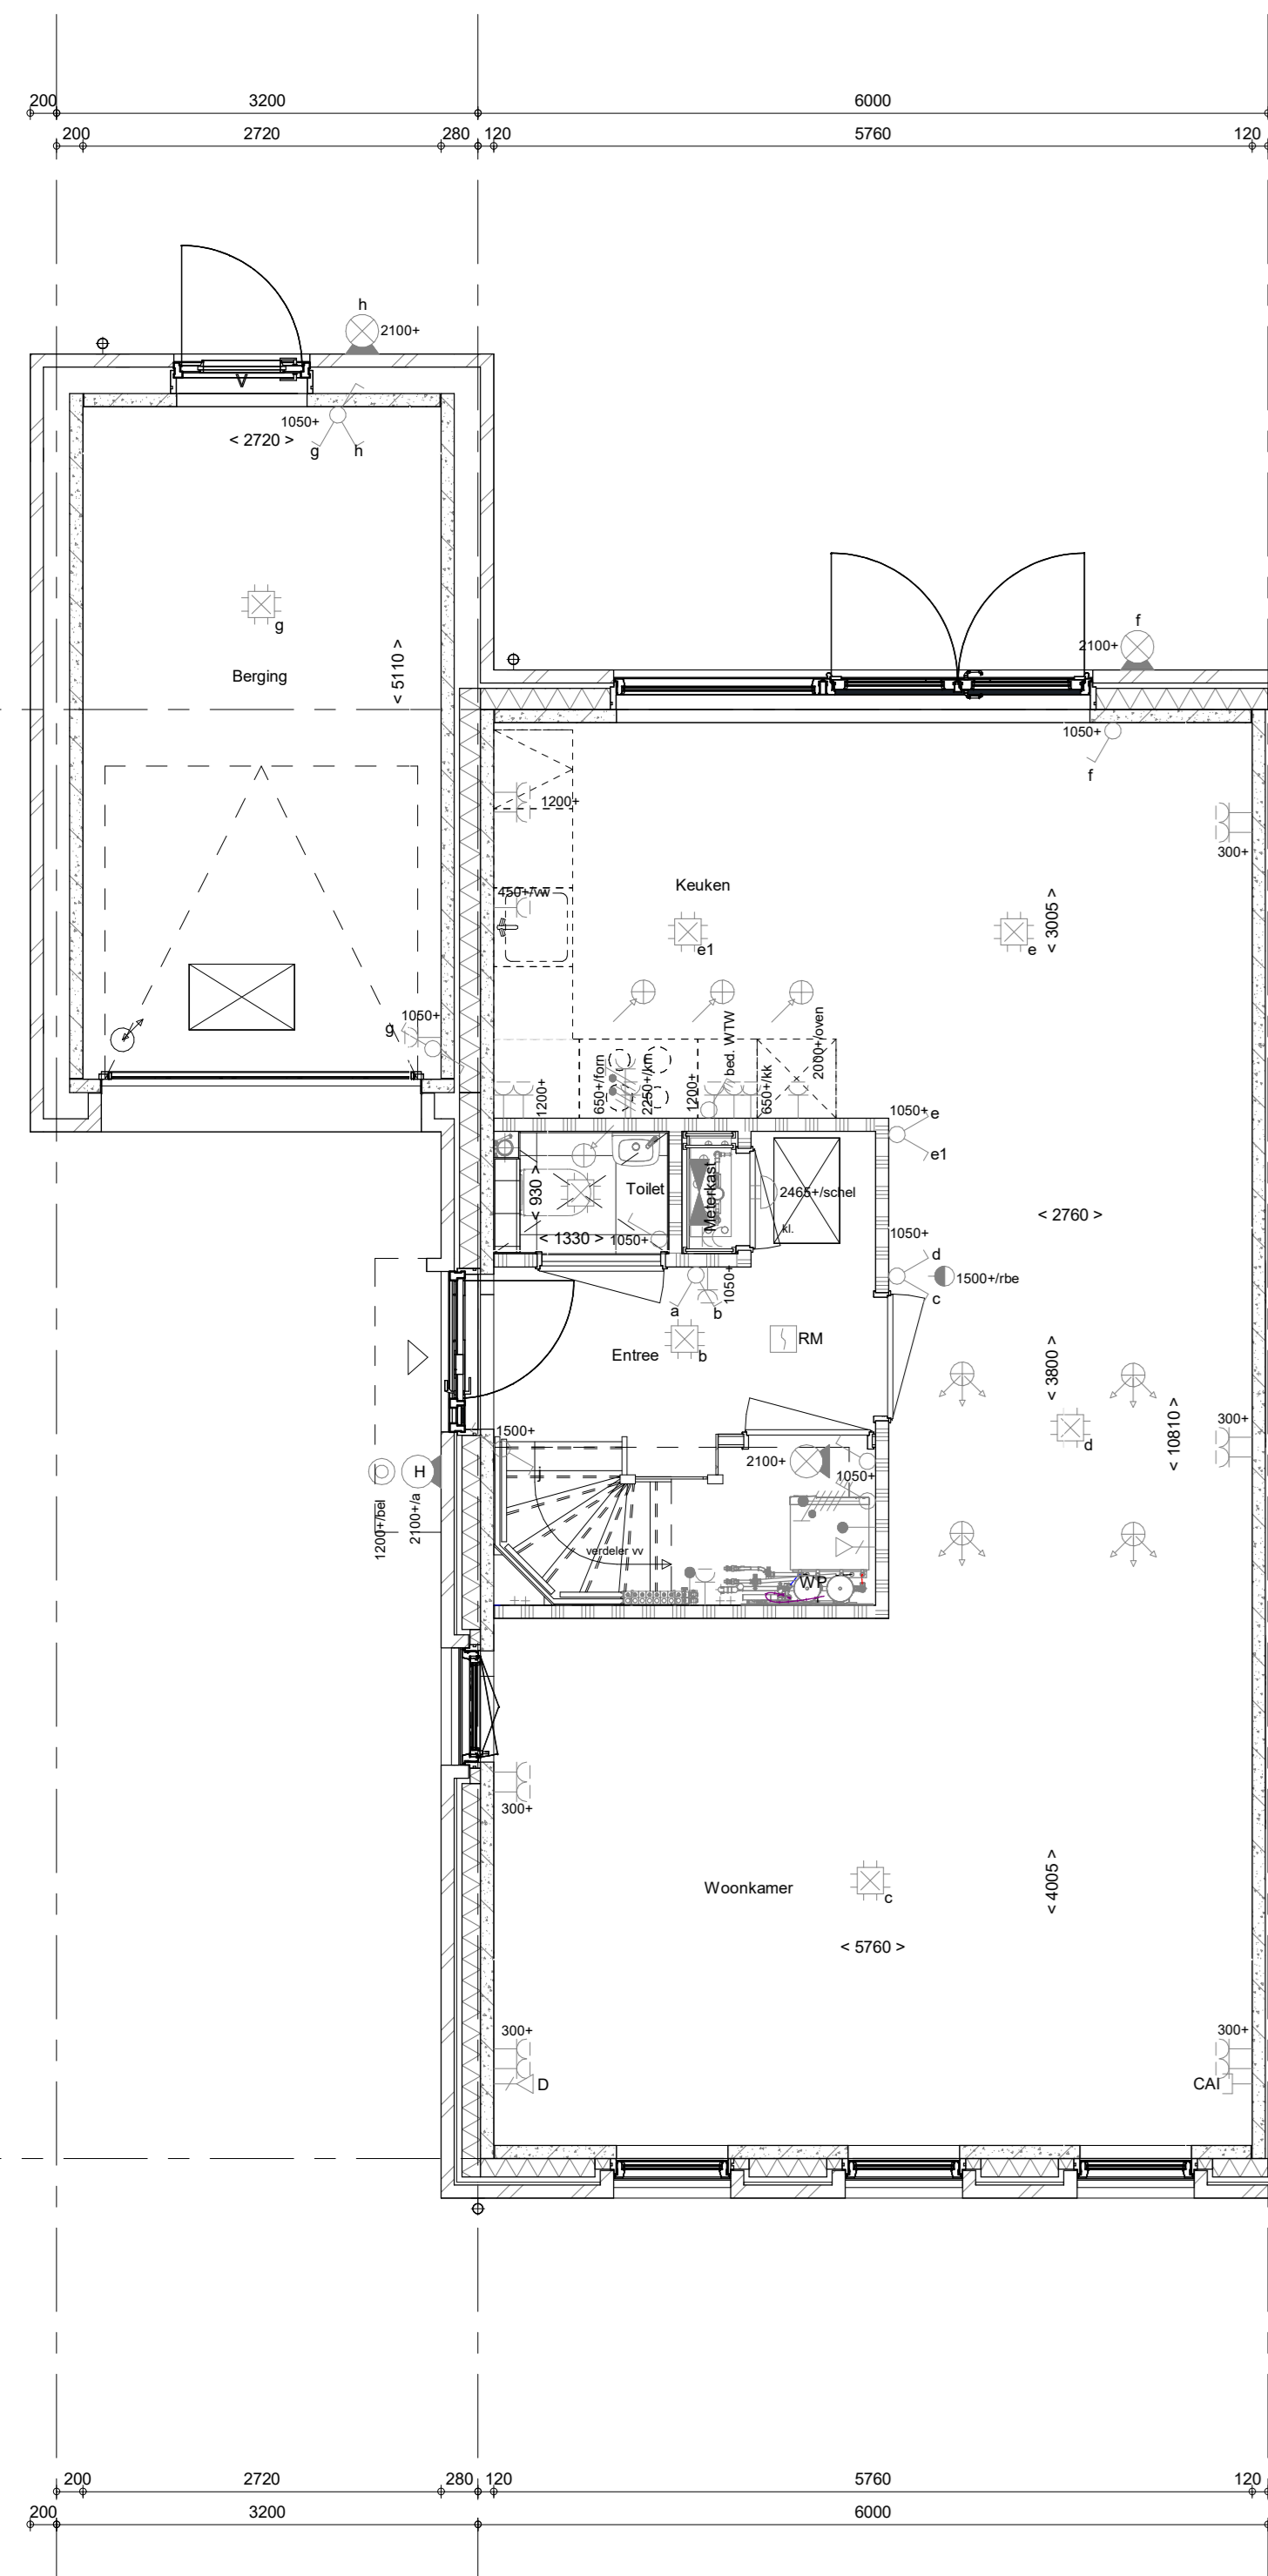 200 3200 6000
200 2720 280 120 5760 120
h
2100+
V
1050+
g h
< 2720 >
f
2100+
g
Berging
< 5110 >
1050+
f
1200+
300+
Keuken
450+/vw
e1
e
< 3005 >
g 1050+
1200+
650+/forn
2250+/km
1200+
bed. WTW
650+/kk
2000+/oven
1050+ e
e1
< 930 >
Toilet
Meterkast
2465+/schel
kl.
< 1330 > 1050+
< 2760 >
1050+
d
1500+/rbe
c
1050+
a b
Entree
b
RM
< 3800 >
< 10810 >
d
300+
1500+
j
2100+
1050+
H
1200+/bel
2100+/a
verdeler vv
WP
300+
Woonkamer
c
< 4005 >
< 5760 >
300+
D
300+
CAI
200 2720 280 120 5760 120
200 3200 6000